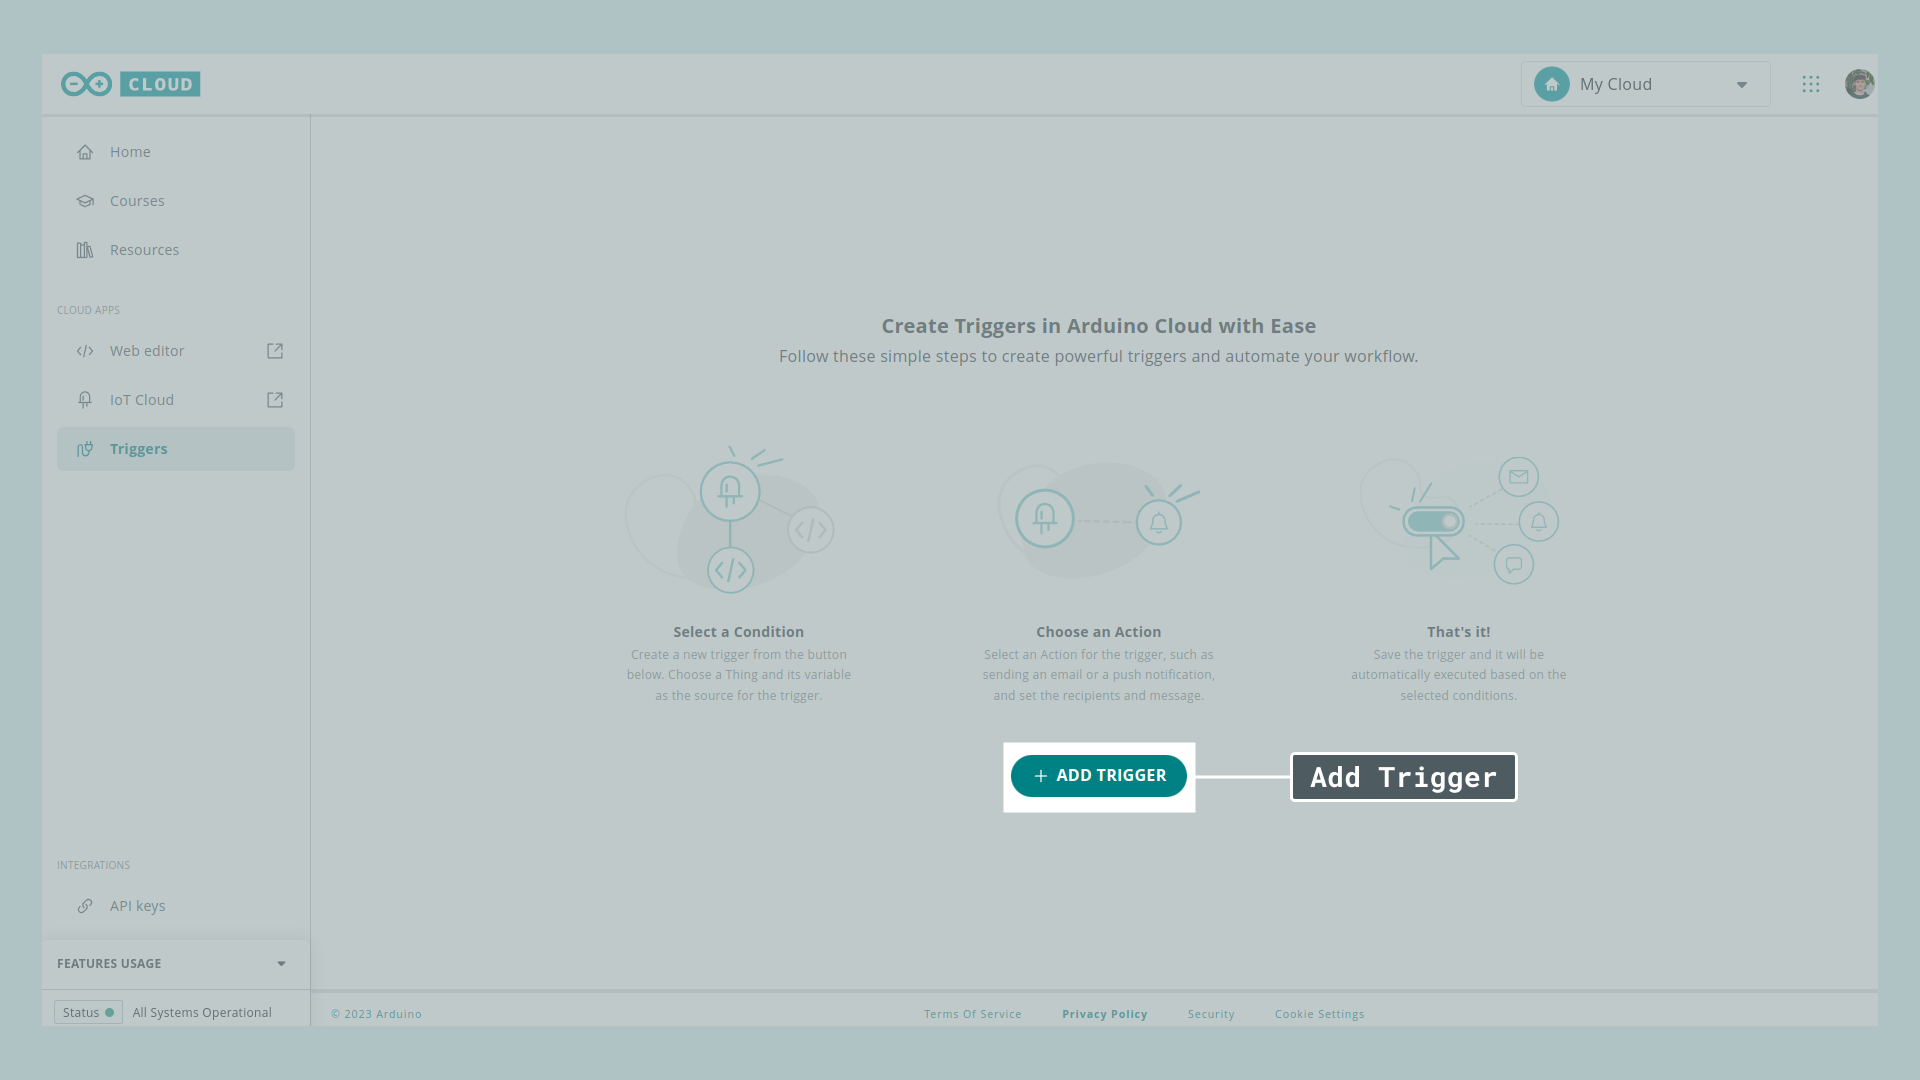 CLOUD
My Cloud
Home
Courses
Resources
CLOUD APPS
Web editor
IoT Cloud
Triggers
Create Triggers in Arduino Cloud with Ease
Follow these simple steps to create powerful triggers and automate your workflow.
Select a Condition
Create a new trigger from the button
below. Choose a Thing and its variable
as the source for the trigger.
Choose an Action
Select an Action for the trigger, such as
sending an email or a push notification,
and set the recipients and message.
That's it!
Save the trigger and it will be
automatically executed based on the
selected conditions.
+ ADD TRIGGER
Add Trigger
INTEGRATIONS
API keys
FEATURES USAGE
Status
All Systems Operational
© 2023 Arduino
Terms Of Service
Privacy Policy
Security
Cookie Settings